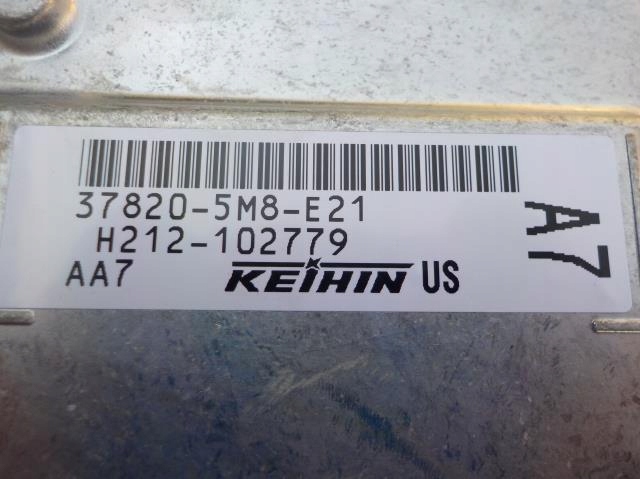 37820-5M8-E21
H212-102779
AA7 KEIHIN US
A7